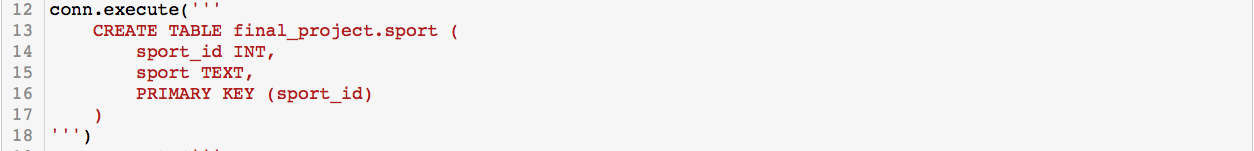 12 conn.execute('''
13     CREATE TABLE final_project.sport (
14         sport_id INT,
15         sport TEXT,
16         PRIMARY KEY (sport_id)
17     )
18 ''')